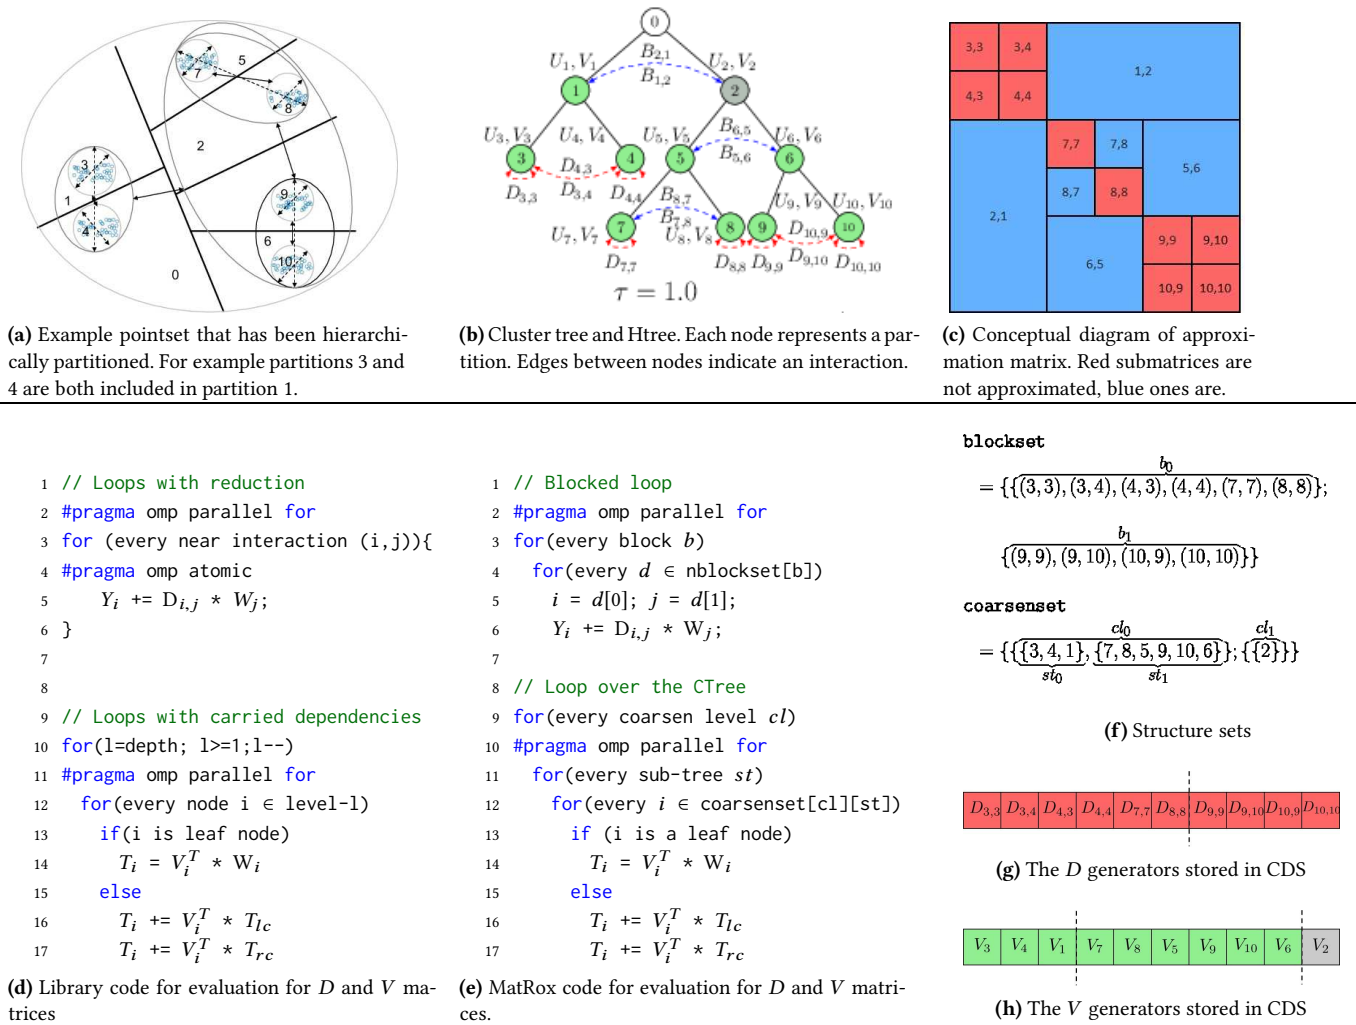 7
5
8
2
3
1
4
9
6
10
0
(a) Example pointset that has been hierarchi-
cally partitioned. For example partitions 3 and
4 are both included in partition 1.
0
U₁, V₁
B₂,₁
B₁,₂
U₂, V₂
1
2
U₃, V₃
U₄, V₄
U₅, V₅
B₆,₅
B₅,₆
U₆, V₆
3
4
5
6
D₄,₃
D₃,₄
D₃,₃
D₄,₄
B₈,₇
B₇,₈
U₉, V₉
U₁₀, V₁₀
7
8
9
10
U₇, V₇
U₈, V₈
D₁₀,₉
D₉,₁₀
D₇,₇
D₈,₈
D₉,₉
D₁₀,₁₀
τ = 1.0
(b) Cluster tree and Htree. Each node represents a par-
tition. Edges between nodes indicate an interaction.
3,3 3,4 1,2
4,3 4,4
7,7 7,8 5,6
8,7 8,8
2,1
9,9 9,10
6,5
10,9 10,10
(c) Conceptual diagram of approxi-
mation matrix. Red submatrices are
not approximated, blue ones are.
1 // Loops with reduction
2 #pragma omp parallel for
3 for (every near interaction (i,j)){
4 #pragma omp atomic
5 Yᵢ += Dᵢ,ⱼ * Wⱼ;
6 }
7
8
9 // Loops with carried dependencies
10 for(l=depth; l>=1;l--)
11 #pragma omp parallel for
12 for(every node i ∈ level-l)
13 if(i is leaf node)
14 Tᵢ = Vᵢᵀ * Wᵢ
15 else
16 Tᵢ += Vᵢᵀ * T_lc
17 Tᵢ += Vᵢᵀ * T_rc
(d) Library code for evaluation for D and V ma-
trices
1 // Blocked loop
2 #pragma omp parallel for
3 for(every block b)
4 for(every d ∈ nblockset[b])
5 i = d[0]; j = d[1];
6 Yᵢ += Dᵢ,ⱼ * Wⱼ;
7
8 // Loop over the CTree
9 for(every coarsen level cl)
10 #pragma omp parallel for
11 for(every sub-tree st)
12 for(every i ∈ coarsenset[cl][st])
13 if (i is a leaf node)
14 Tᵢ = Vᵢᵀ * Wᵢ
15 else
16 Tᵢ += Vᵢᵀ * T_lc
17 Tᵢ += Vᵢᵀ * T_rc
(e) MatRox code for evaluation for D and V matri-
ces.
blockset
b₀
= {{(3, 3), (3, 4), (4, 3), (4, 4), (7, 7), (8, 8)};
b₁
{(9, 9), (9, 10), (10, 9), (10, 10)}}
coarsenset
cl₀ cl₁
= {{{3, 4, 1}, {7, 8, 5, 9, 10, 6}}; {{2}}}
st₀ st₁
(f) Structure sets
D₃,₃ D₃,₄ D₄,₃ D₄,₄ D₇,₇ D₈,₈ D₉,₉ D₉,₁₀ D₁₀,₉ D₁₀,₁₀
(g) The D generators stored in CDS
V₃ V₄ V₁ V₇ V₈ V₅ V₉ V₁₀ V₆ V₂
(h) The V generators stored in CDS